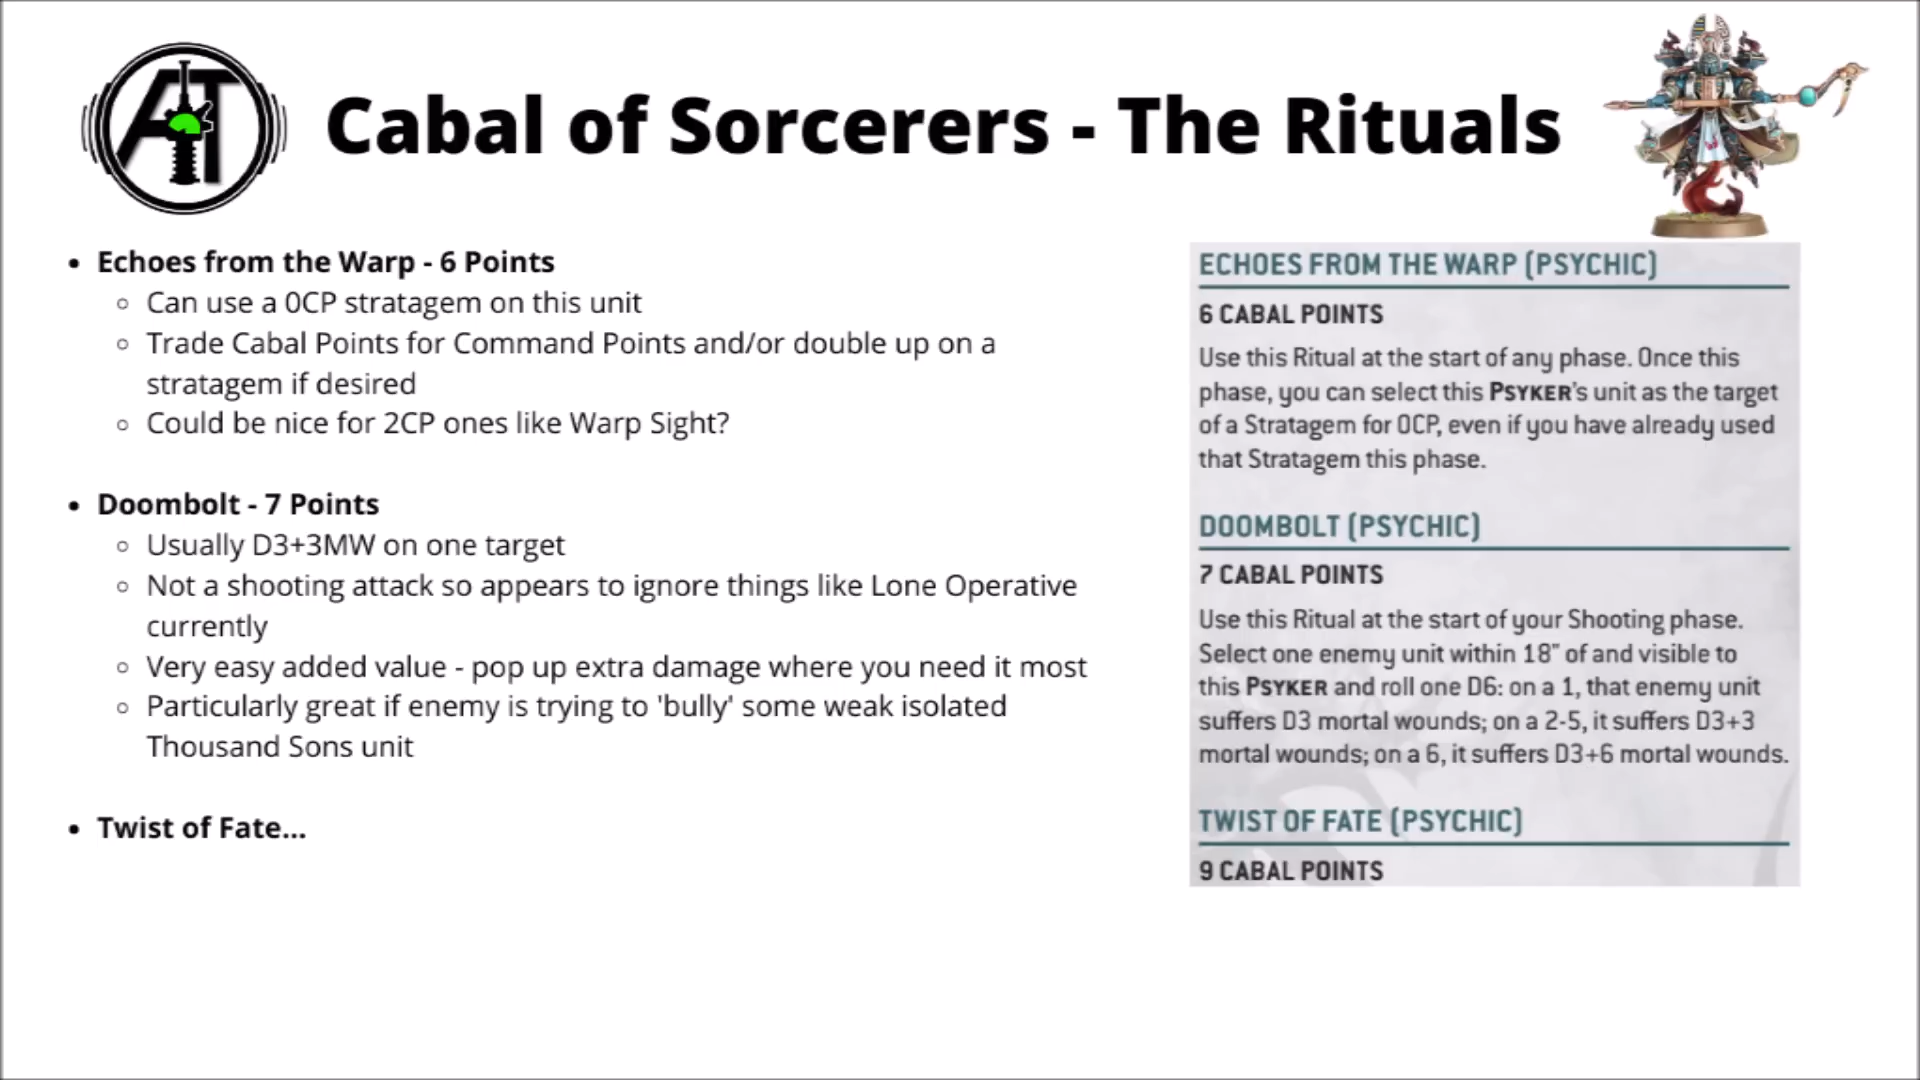 AT
Cabal of Sorcerers - The Rituals
• Echoes from the Warp - 6 Points
○ Can use a 0CP stratagem on this unit
○ Trade Cabal Points for Command Points and/or double up on a
stratagem if desired
○ Could be nice for 2CP ones like Warp Sight?
• Doombolt - 7 Points
○ Usually D3+3MW on one target
○ Not a shooting attack so appears to ignore things like Lone Operative
currently
○ Very easy added value - pop up extra damage where you need it most
○ Particularly great if enemy is trying to 'bully' some weak isolated
Thousand Sons unit
• Twist of Fate...
ECHOES FROM THE WARP (PSYCHIC)
6 CABAL POINTS
Use this Ritual at the start of any phase. Once this
phase, you can select this PSYKER's unit as the target
of a Stratagem for 0CP, even if you have already used
that Stratagem this phase.
DOOMBOLT (PSYCHIC)
7 CABAL POINTS
Use this Ritual at the start of your Shooting phase.
Select one enemy unit within 18" of and visible to
this PSYKER and roll one D6: on a 1, that enemy unit
suffers D3 mortal wounds; on a 2-5, it suffers D3+3
mortal wounds; on a 6, it suffers D3+6 mortal wounds.
TWIST OF FATE (PSYCHIC)
9 CABAL POINTS